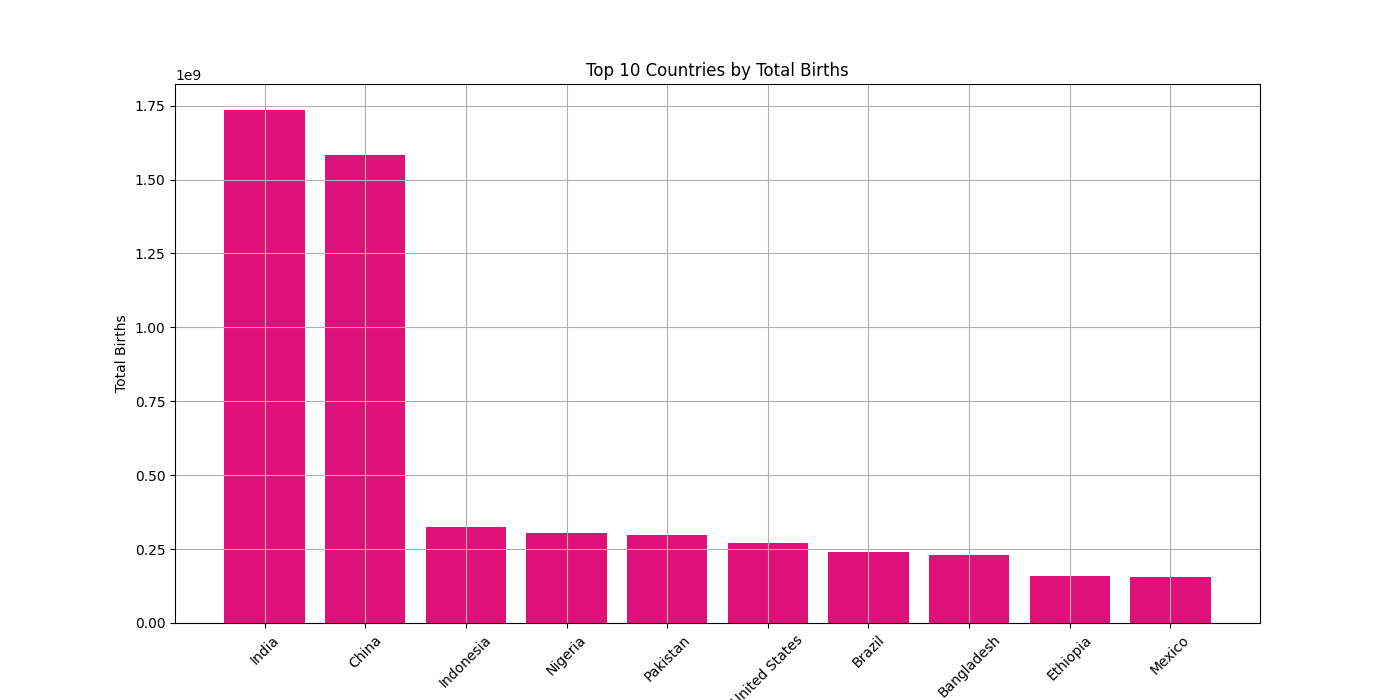 Top 10 Countries by Total Births
1e9
1.75
1.50
1.25
1.00
0.75
0.50
0.25
0.00
Total Births
India
China
Indonesia
Nigeria
Pakistan
United States
Brazil
Bangladesh
Ethiopia
Mexico